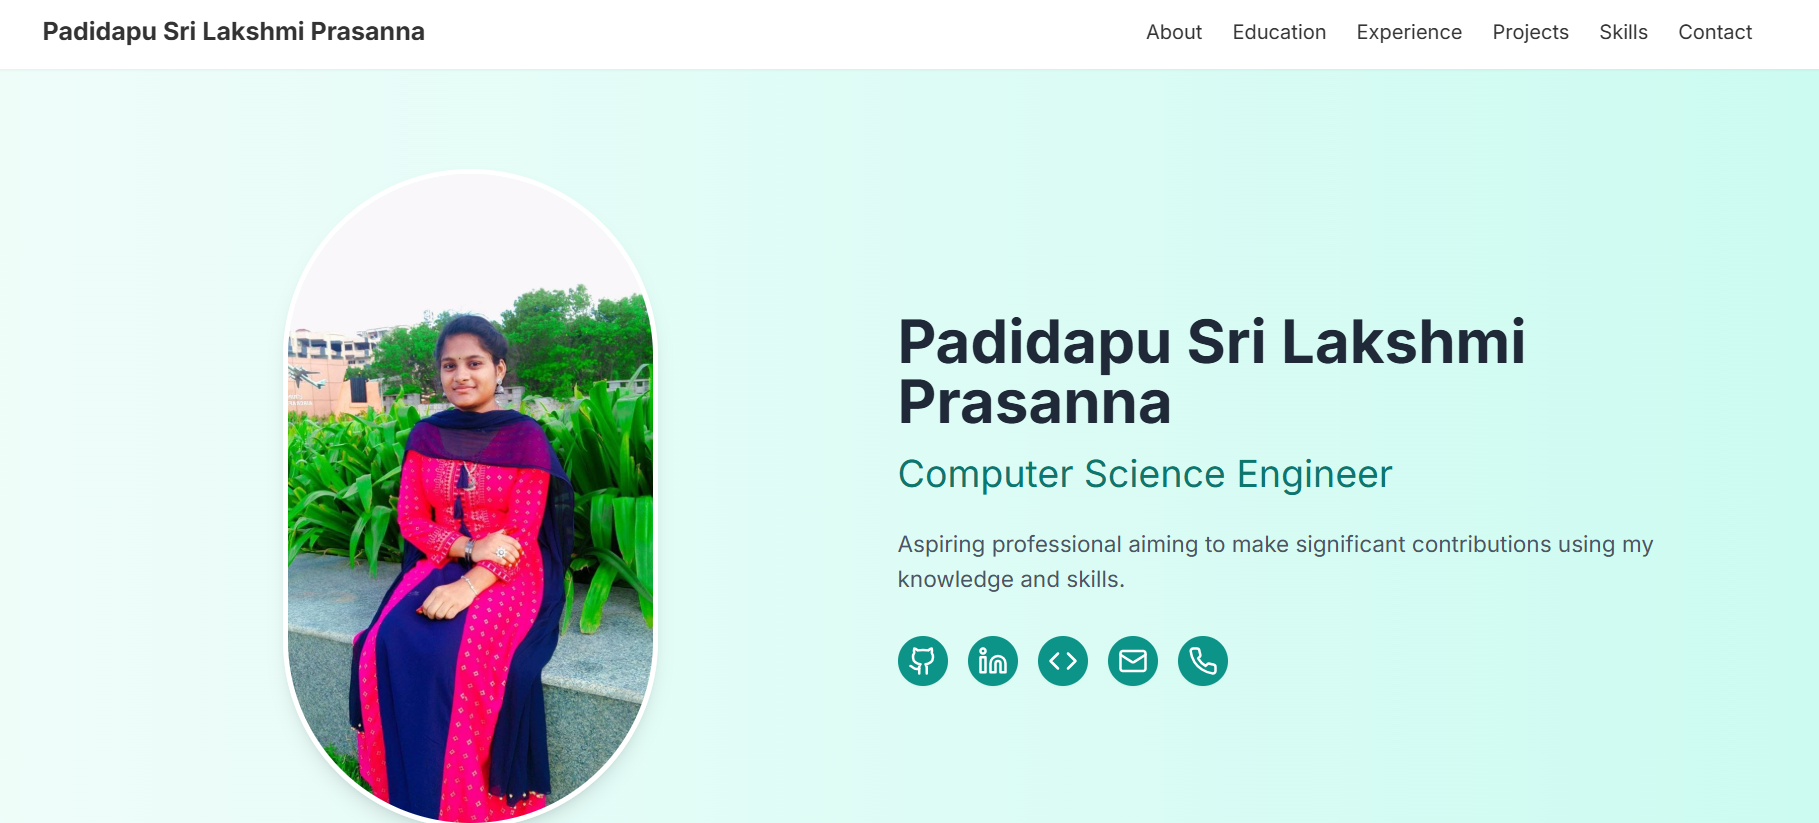 Padidapu Sri Lakshmi Prasanna
About Education Experience Projects Skills Contact
Padidapu Sri Lakshmi
Prasanna
Computer Science Engineer
Aspiring professional aiming to make significant contributions using my
knowledge and skills.